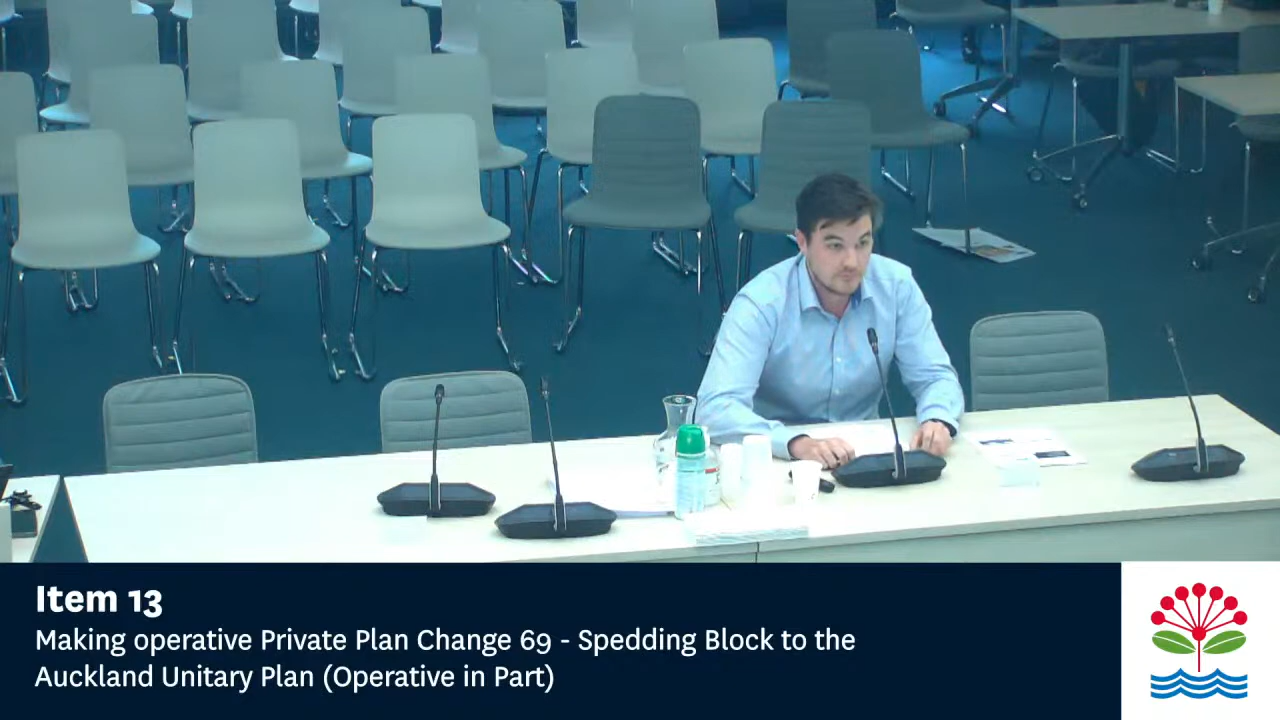 Item 13
Making operative Private Plan Change 69 - Spedding Block to the
Auckland Unitary Plan (Operative in Part)